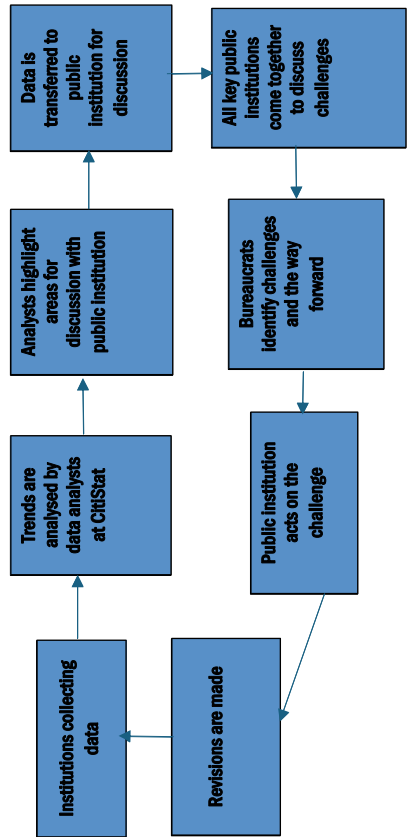 Institutions collecting
data
Trends are
analysed by
data analysts
at CitiStat
Analysts highlight
areas for
discussion with
public institution
Data is
transferred to
public
institution for
discussion
All key public
institutions
come together
to discuss
challenges
Bureaucrats
identify challenges
and the way
forward
Public institution
acts on the
challenge
Revisions are made